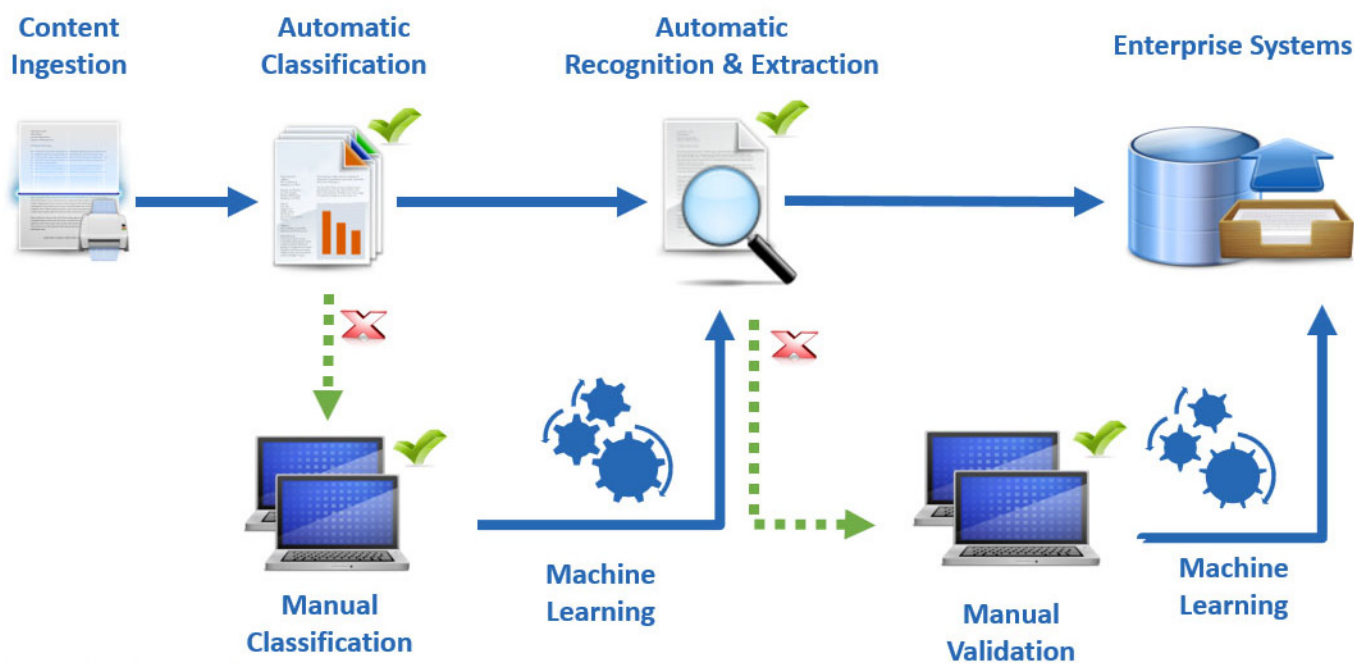 Content
Ingestion
Automatic
Classification
Automatic
Recognition & Extraction
Enterprise Systems
Machine
Learning
Manual
Classification
Machine
Learning
Manual
Validation